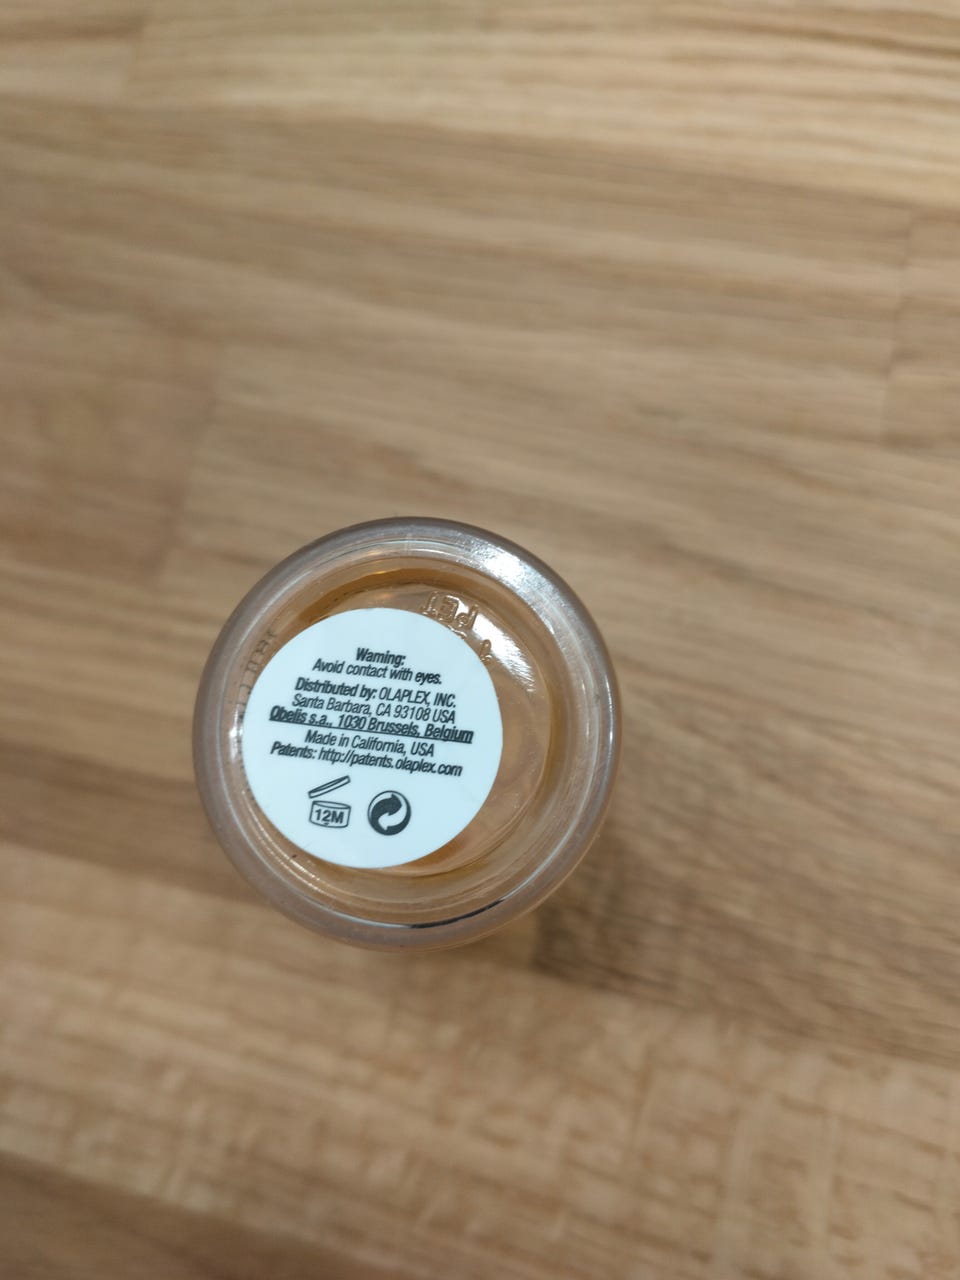 Warning:
Avoid contact with eyes.
Distributed by: OLAPLEX, INC.
Santa Barbara, CA 93108 USA
Obelis s.a., 1030 Brussels, Belgium
Made in California, USA
Patents: http://patents.olaplex.com
12M